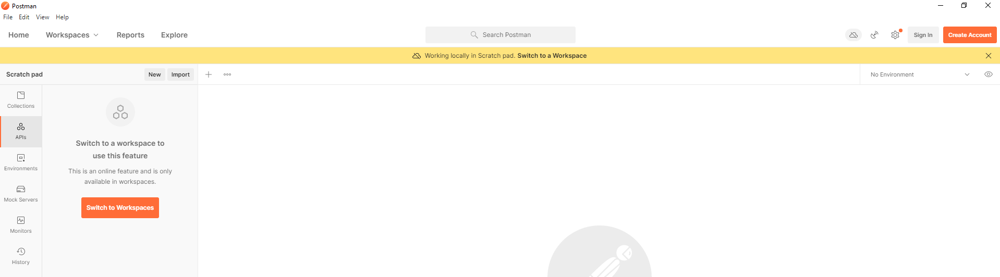 Postman
File Edit View Help
Home Workspaces Reports Explore Search Postman Sign In Create Account
Working locally in Scratch pad. Switch to a Workspace
Scratch pad New Import No Environment
Collections
APIs
Environments
Mock Servers
Monitors
History
Switch to a workspace to
use this feature
This is an online feature and is only
available in workspaces.
Switch to Workspaces